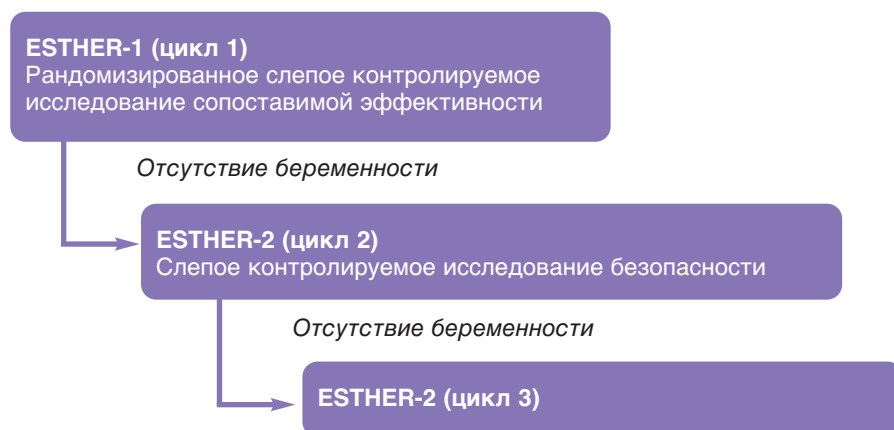 ESTHER-1 (цикл 1)
Рандомизированное слепое контролируемое
исследование сопоставимой эффективности
Отсутствие беременности
ESTHER-2 (цикл 2)
Слепое контролируемое исследование безопасности
Отсутствие беременности
ESTHER-2 (цикл 3)